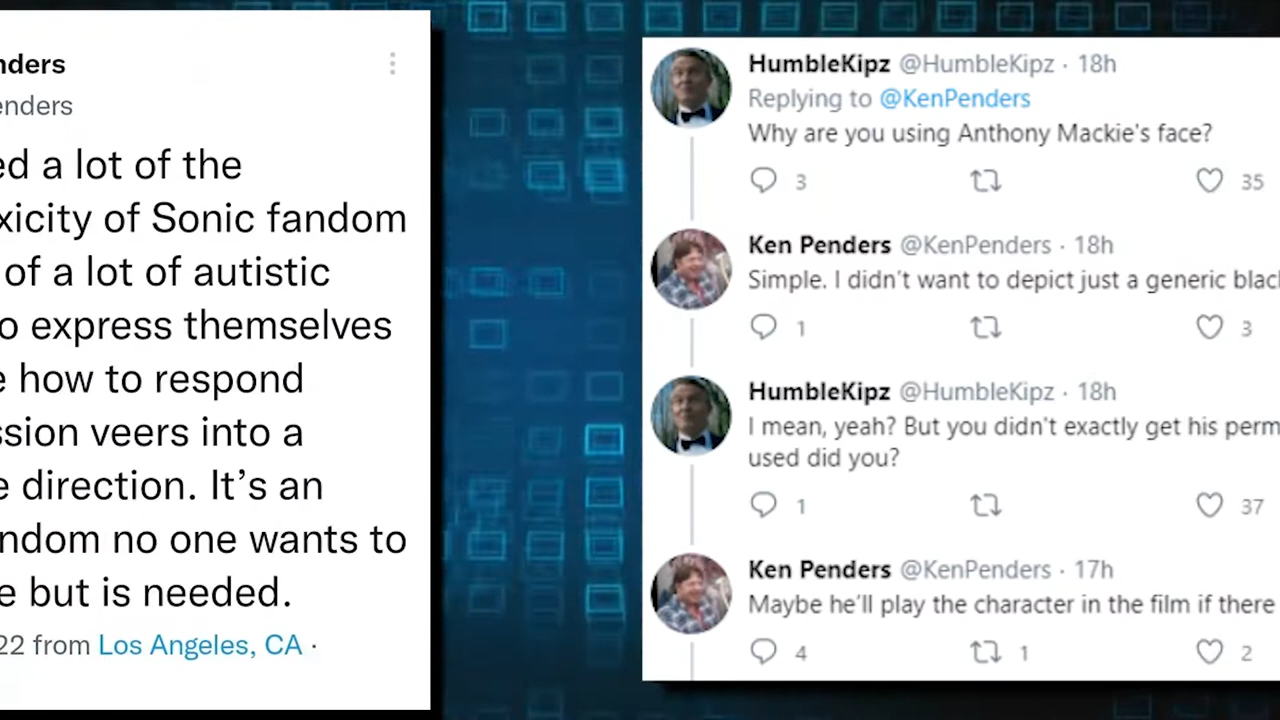 nders
enders
ed a lot of the
xicity of Sonic fandom
of a lot of autistic
o express themselves
e how to respond
ssion veers into a
e direction. It's an
ndom no one wants to
e but is needed.
22 from Los Angeles, CA ·
HumbleKipz @HumbleKipz · 18h
Replying to @KenPenders
Why are you using Anthony Mackie's face?
3 35
Ken Penders @KenPenders · 18h
Simple. I didn't want to depict just a generic blac
1 3
HumbleKipz @HumbleKipz · 18h
I mean, yeah? But you didn't exactly get his perm
used did you?
1 37
Ken Penders @KenPenders · 17h
Maybe he'll play the character in the film if there
4 1 2